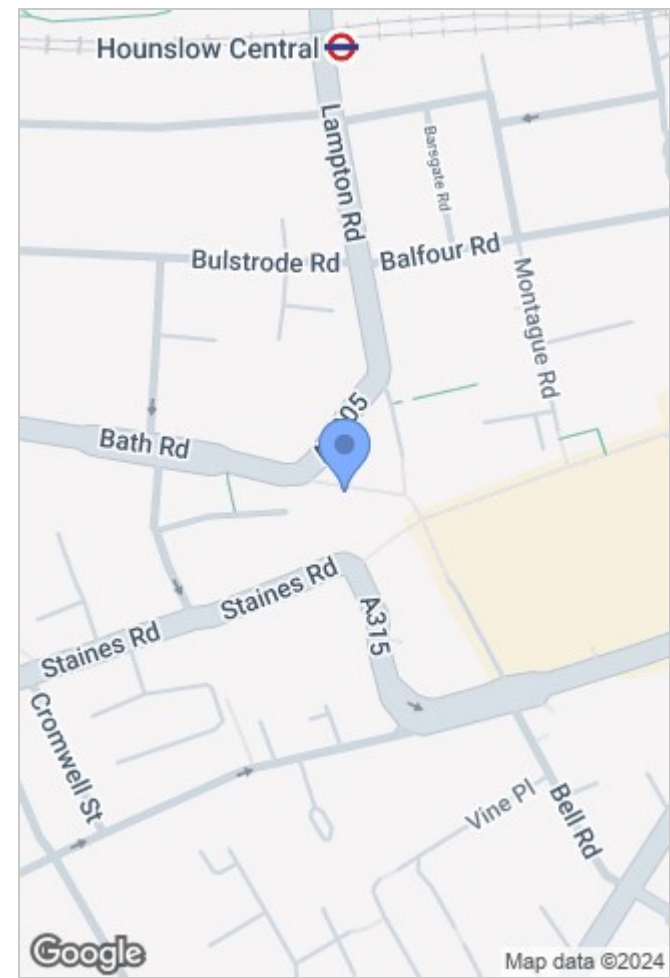 Hounslow Central
Lampton Rd
Barsgate Rd
Bulstrode Rd
Balfour Rd
Montague Rd
05
Bath Rd
Staines Rd
A315
Staines Rd
Cromwell St
Vine Pl
Bell Rd
Google
Map data ©2024